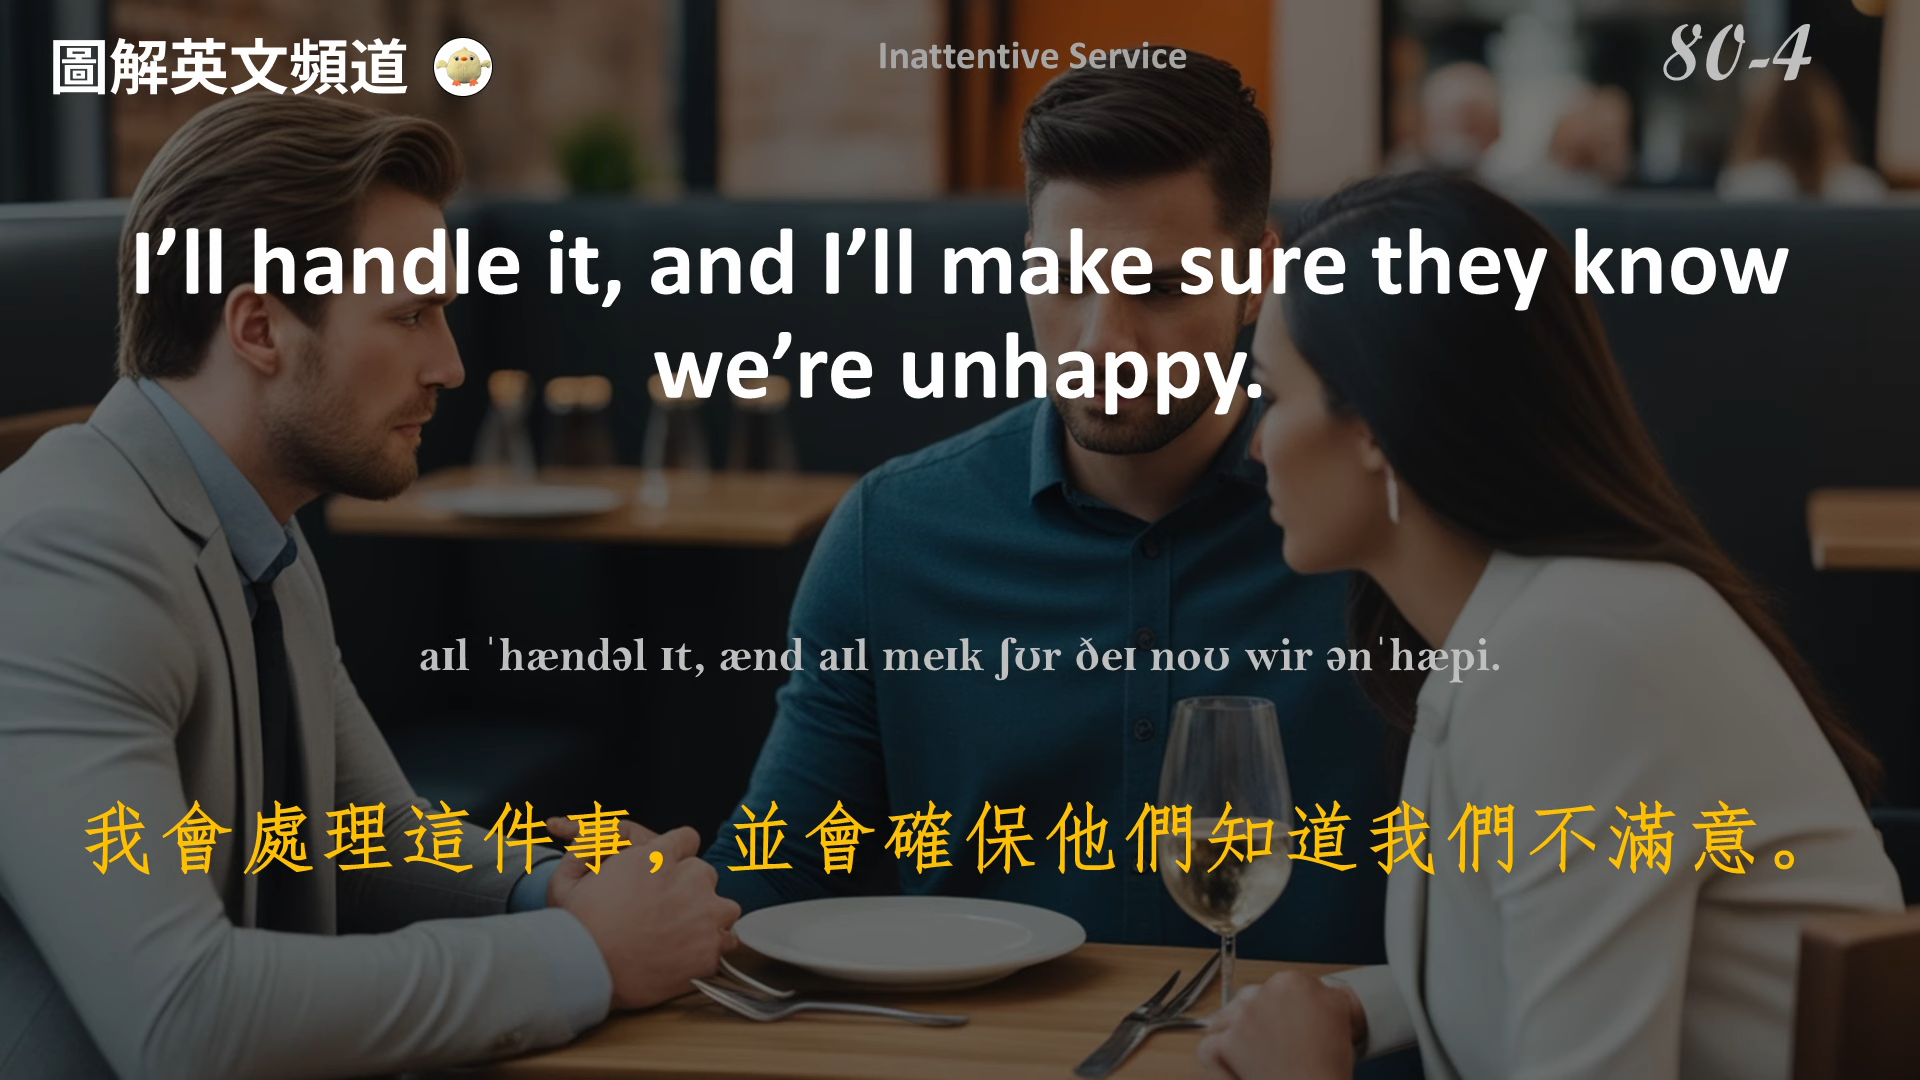 圖解英文頻道
Inattentive Service
80-4
I’ll handle it, and I’ll make sure they know
we’re unhappy.
aɪl ˈhændəl ɪt, ænd aɪl meɪk ʃʊr ðeɪ noʊ wir ənˈhæpi.
我會處理這件事，並會確保他們知道我們不滿意。